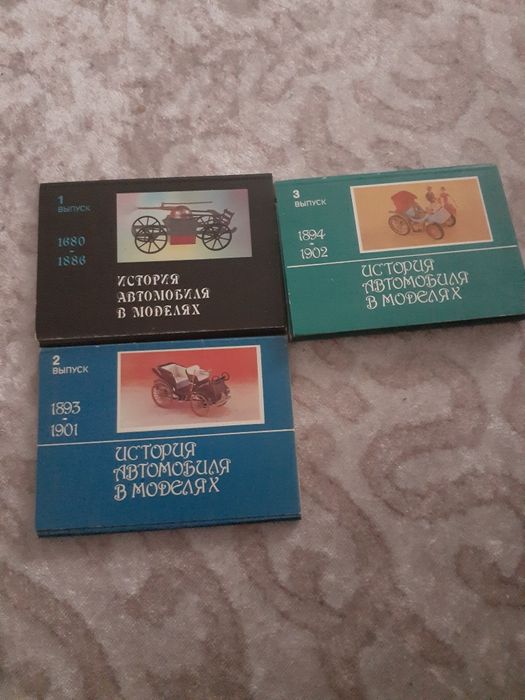 1
ВЫПУСК
1680
-
1886
ИСТОРИЯ
АВТОМОБИЛЯ
В МОДЕЛЯХ
3
ВЫПУСК
1894
-
1902
ИСТОРИЯ
АВТОМОБИЛЯ
В МОДЕЛЯХ
2
ВЫПУСК
1893
-
1901
ИСТОРИЯ
АВТОМОБИЛЯ
В МОДЕЛЯХ